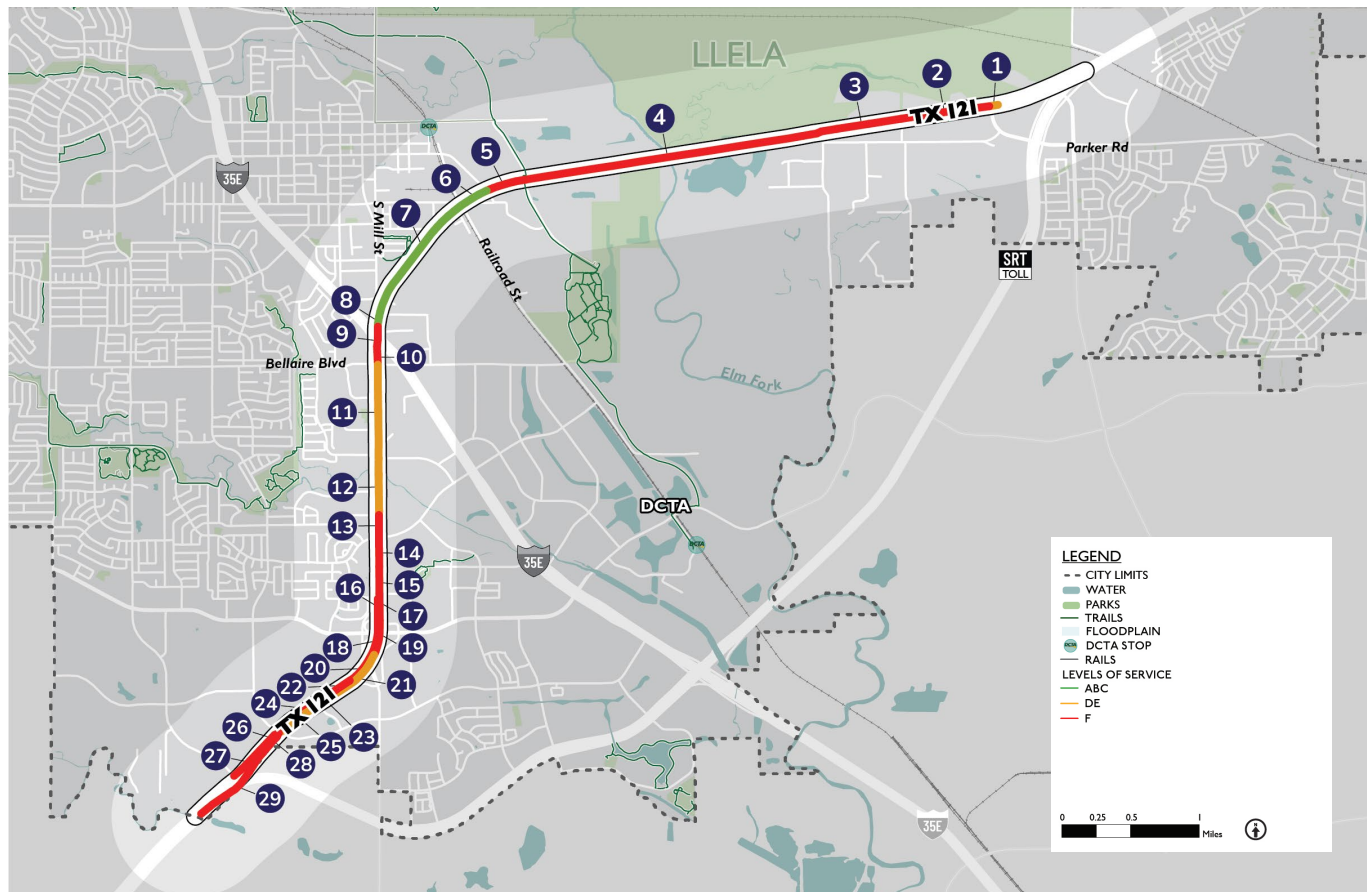 LLELA
1
2
3
TX 121
4
Parker Rd
DCTA
5
35E
6
7
S Mill St
Railroad St
SRT
TOLL
8
9
10
Bellaire Blvd
Elm Fork
11
12
DCTA
13
DCTA
14
35E
15
16
17
18
19
20
21
22
TX 121
24
23
25
26
27
28
29
35E
LEGEND
CITY LIMITS
WATER
PARKS
TRAILS
FLOODPLAIN
DCTA DCTA STOP
RAILS
LEVELS OF SERVICE
ABC
DE
F
0 0.25 0.5 1
Miles
N